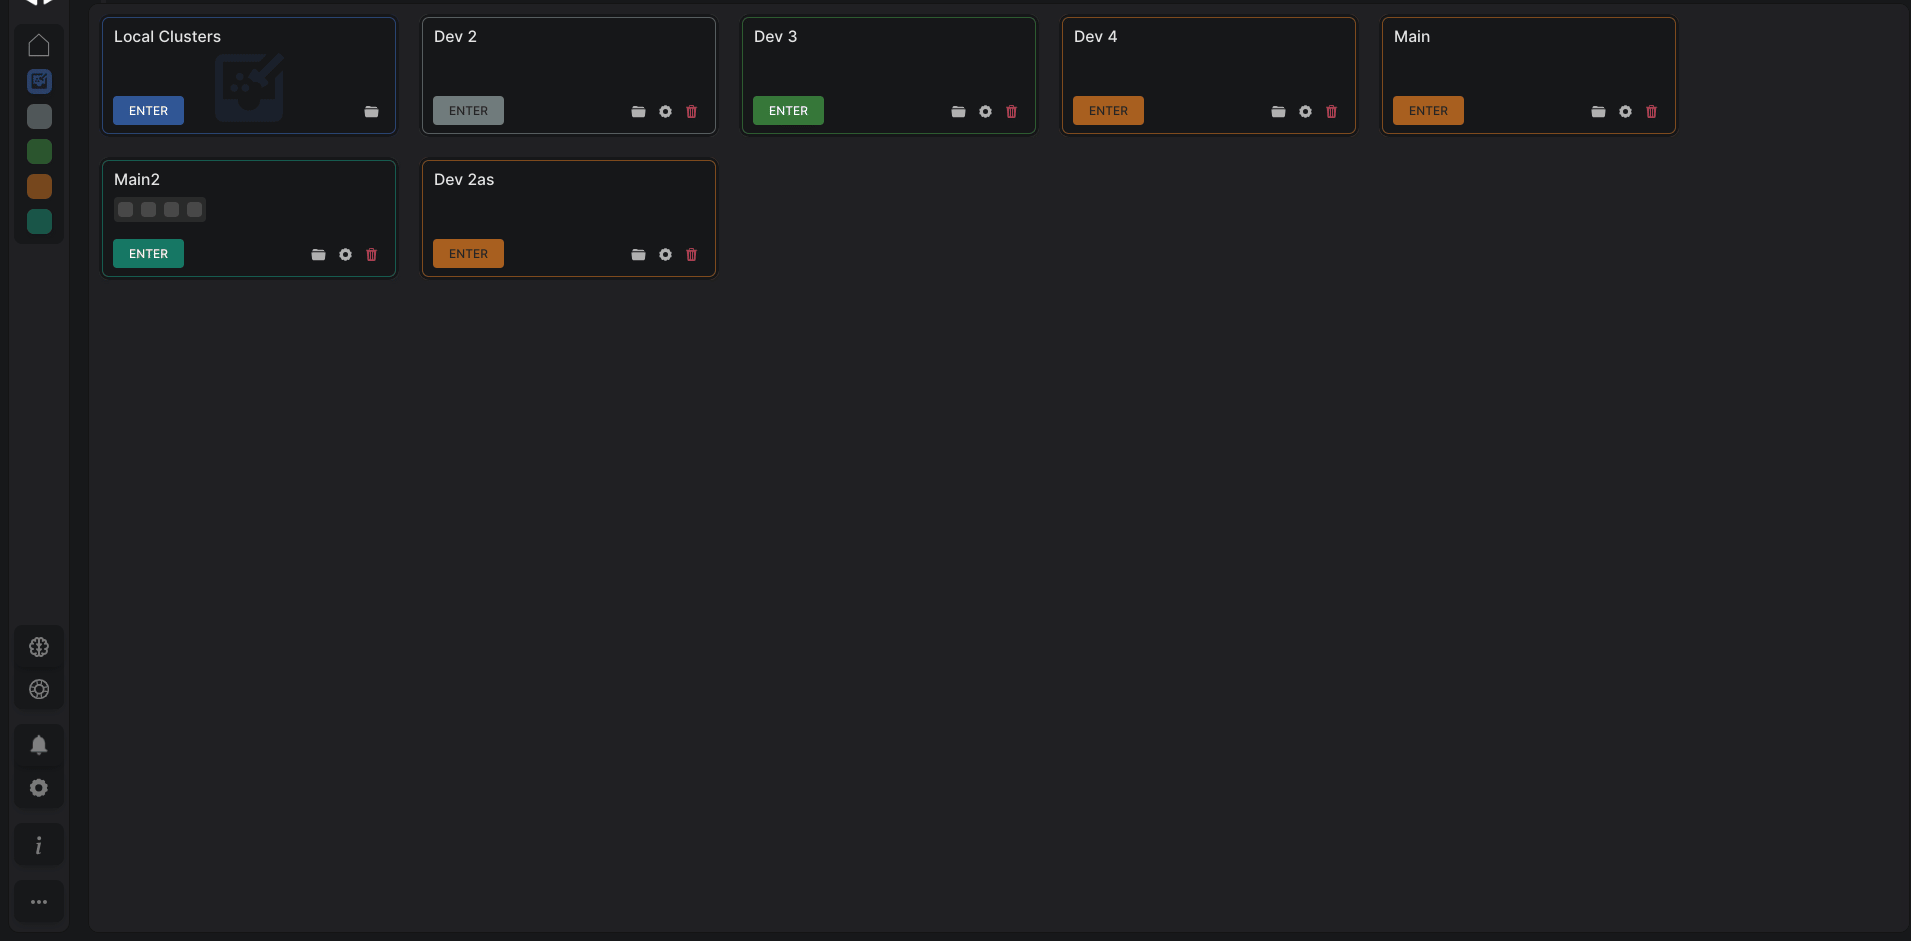 Local Clusters
ENTER
Dev 2
ENTER
Dev 3
ENTER
Dev 4
ENTER
Main
ENTER
Main2
ENTER
Dev 2as
ENTER